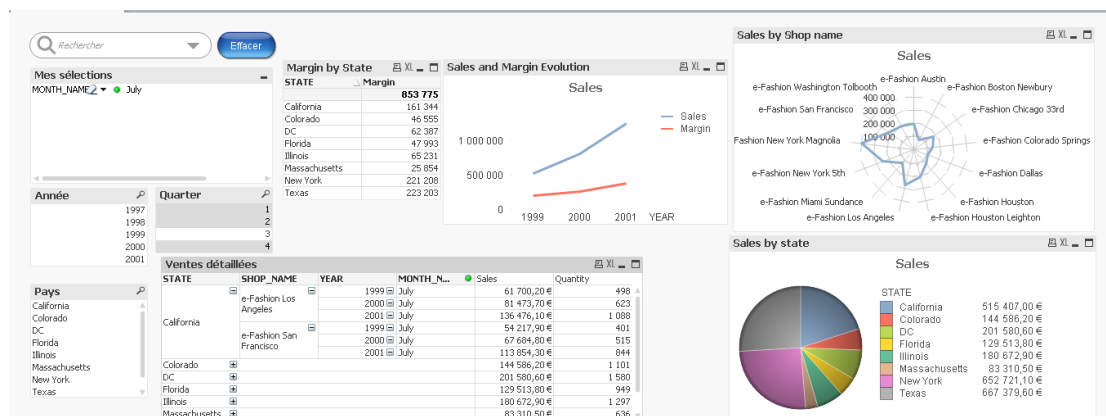 Rechercher
Effacer
Mes sélections
MONTH_NAME July
Année
1997
1998
1999
2000
2001
Quarter
1
2
3
4
Pays
California
Colorado
DC
Florida
Illinois
Massachusetts
New York
Texas
Margin by State XL
STATE Margin
853 775
California 161 344
Colorado 46 555
DC 62 387
Florida 47 993
Illinois 65 231
Massachusetts 25 854
New York 221 208
Texas 223 203
Sales and Margin Evolution XL
Sales
Sales
Margin
1 000 000
500 000
0
1999 2000 2001 YEAR
Sales by Shop name XL
Sales
e-Fashion Austin
e-Fashion Washington Tolbooth
e-Fashion Boston Newbury
400 000
e-Fashion San Francisco
300 000
e-Fashion Chicago 33rd
200 000
Fashion New York Magnolia
100 000
e-Fashion Colorado Springs
e-Fashion New York 5th
e-Fashion Dallas
e-Fashion Miami Sundance
e-Fashion Houston
e-Fashion Los Angeles
e-Fashion Houston Leighton
Ventes détaillées XL
STATE SHOP_NAME YEAR MONTH_N... Sales Quantity
California
e-Fashion Los Angeles
1999 July 61 700,20 € 498
2000 July 81 473,70 € 623
2001 July 136 476,10 € 1 088
e-Fashion San Francisco
1999 July 54 217,90 € 401
2000 July 67 684,80 € 515
2001 July 113 854,30 € 844
Colorado 144 586,20 € 1 101
DC 201 580,60 € 1 580
Florida 129 513,80 € 949
Illinois 180 672,90 € 1 297
Massachusetts 83 310,50 € 636
Sales by state XL
Sales
STATE
California 515 407,00 €
Colorado 144 586,20 €
DC 201 580,60 €
Florida 129 513,80 €
Illinois 180 672,90 €
Massachusetts 83 310,50 €
New York 652 721,10 €
Texas 667 379,60 €